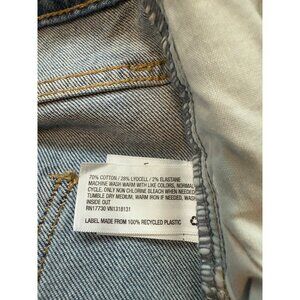 70% COTTON / 28% LYOCELL / 2% ELASTANE
MACHINE WASH WARM WITH LIKE COLORS, NORMAL
CYCLE, ONLY NON CHLORINE BLEACH WHEN NEEDED,
TUMBLE DRY MEDIUM, WARM IRON IF NEEDED, WASH
INSIDE OUT
RN17730 VN1318131
LABEL MADE FROM 100% RECYCLED PLASTIC